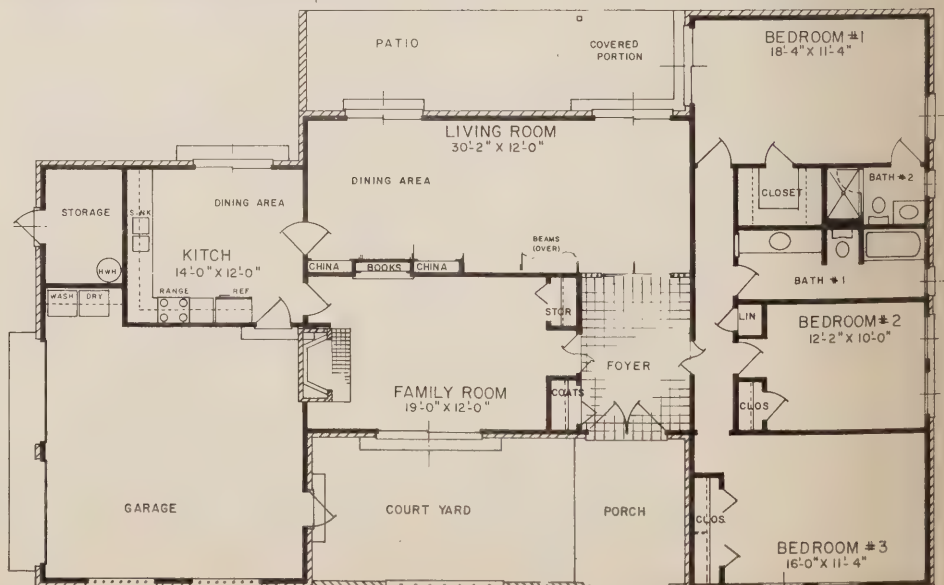 PATIO
COVERED
PORTION
BEDROOM #1
18'-4" X 11'-4"
LIVING ROOM
30'-2" X 12'-0"
DINING AREA
CLOSET
BATH #2
STORAGE
SINK
DINING AREA
KITCH
14'-0" X 12'-0"
HWH
RANGE
REF
WASH
DRY
CHINA
BOOKS
CHINA
BEAMS
(OVER)
BATH #1
STOR
LIN
BEDROOM #2
12'-2" X 10'-0"
FOYER
FAMILY ROOM
19'-0" X 12'-0"
COATS
CLOS
GARAGE
COURT YARD
PORCH
CLOS
BEDROOM #3
16'-0" X 11'-4"